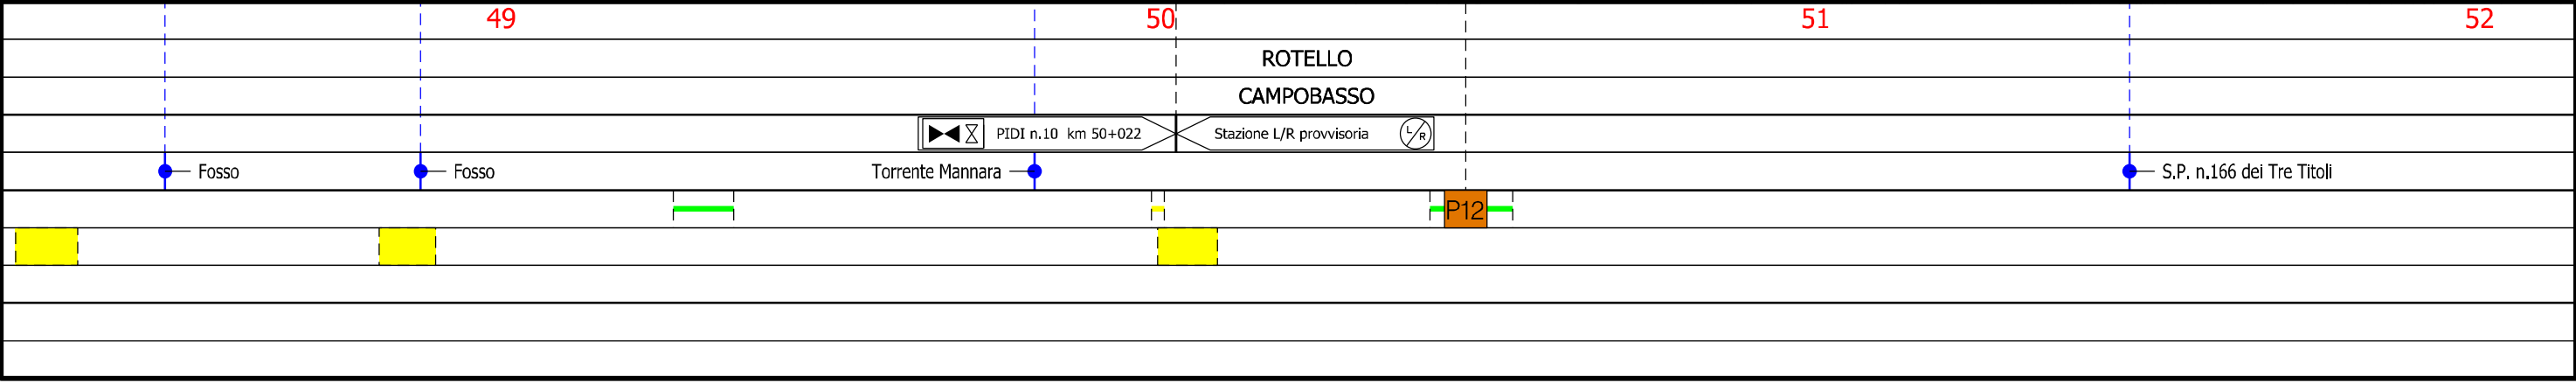 49 50 51 52
ROTELLO
CAMPOBASSO
PIDI n.10 km 50+022 Stazione L/R provvisoria L/R
Fosso Fosso Torrente Mannara S.P. n.166 dei Tre Titoli
P12